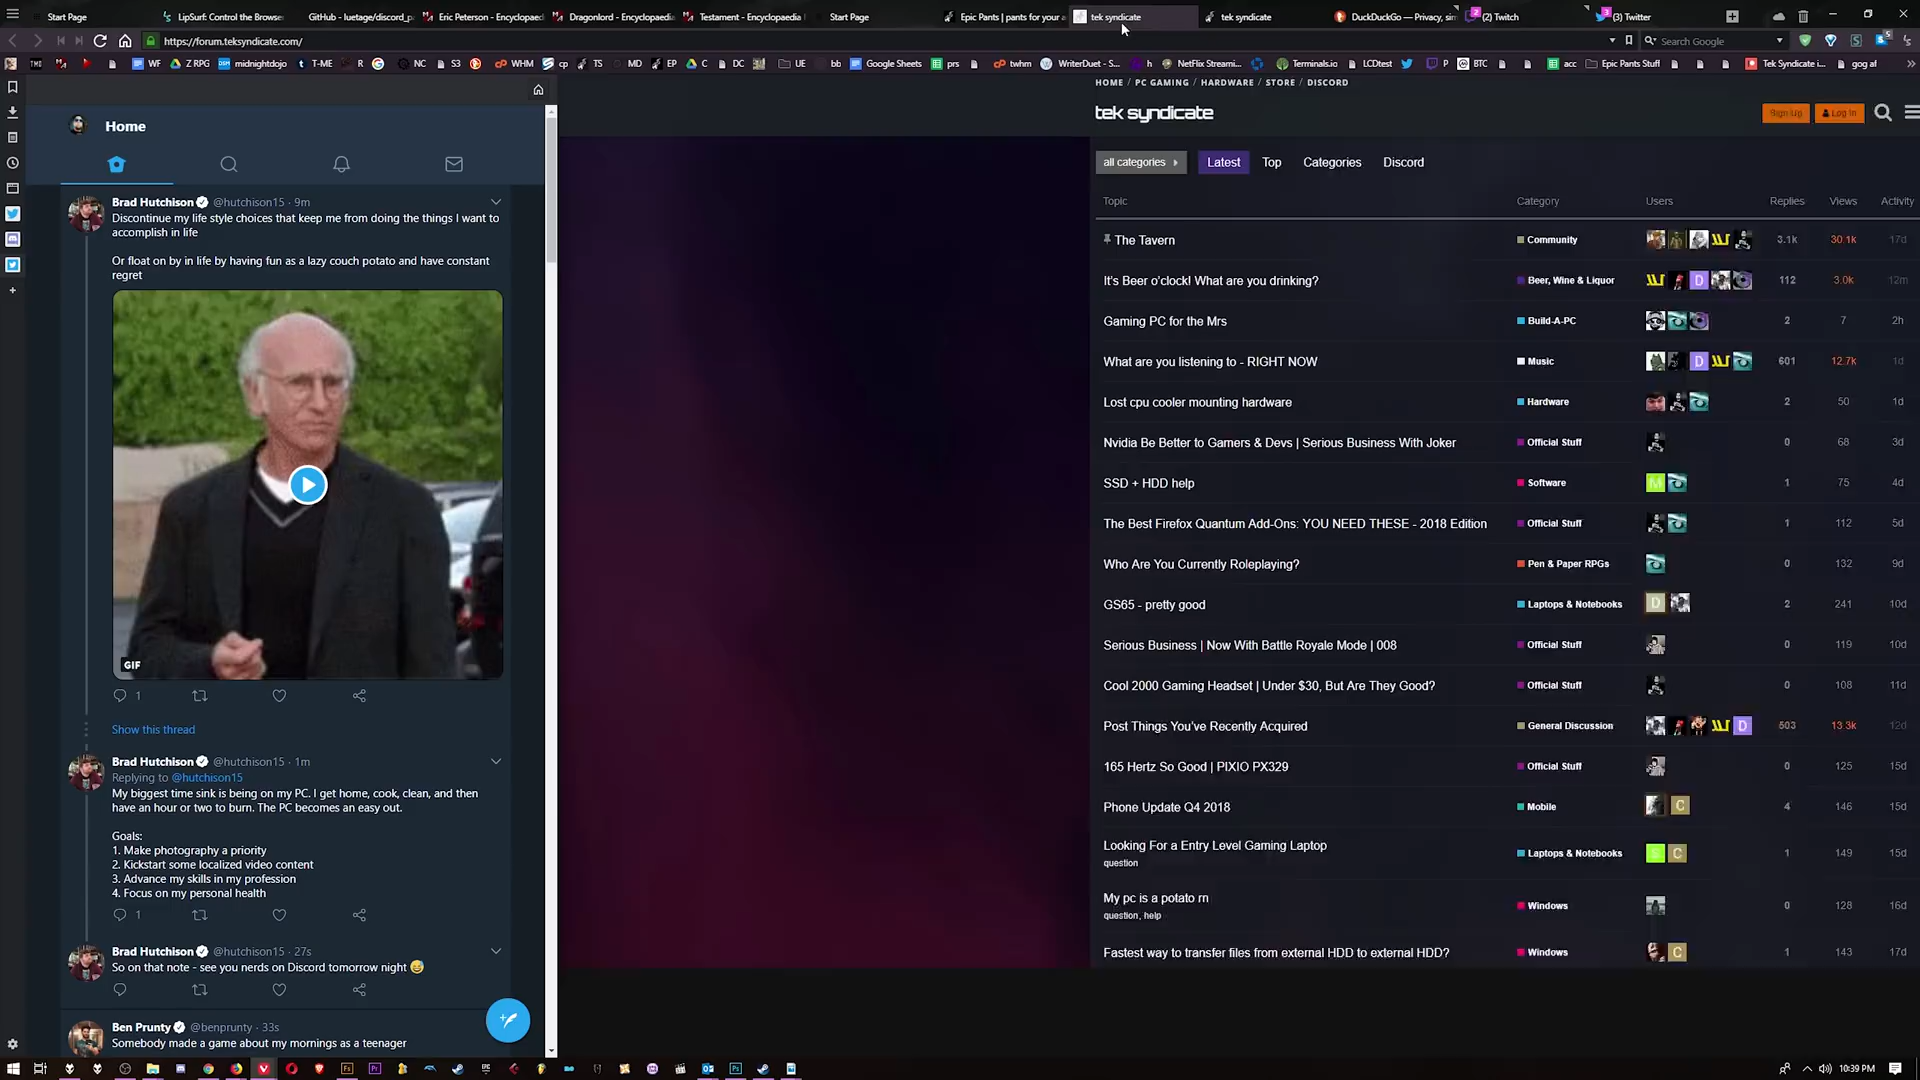 Start Page
LipSurf: Control the Browse
GitHub - luetage/discord_p
Eric Peterson - Encyclopaed
Dragonlord - Encyclopaedi
Testament - Encyclopaedia
Start Page
Epic Pants | pants for your
tek syndicate
tek syndicate
DuckDuckGo — Privacy, sim
(2) Twitch
(3) Twitter
https://forum.teksyndicate.com/
Search Google
WF
Z RPG
midnightdojo
T-ME
R
NC
S3
WHM
cp
TS
MD
EP
C
DC
UE
bb
Google Sheets
prs
twhm
WriterDuet - S...
h
NetFlix Streami...
Terminals.io
LCDtest
P
BTC
acc
Epic Pants Stuff
Tek Syndicate i...
gog af
Home
Brad Hutchison @hutchison15 · 9m
Discontinue my life style choices that keep me from doing the things I want to
accomplish in life
Or float on by in life by having fun as a lazy couch potato and have constant
regret
GIF
1
Show this thread
Brad Hutchison @hutchison15 · 1m
Replying to @hutchison15
My biggest time sink is being on my PC. I get home, cook, clean, and then
have an hour or two to burn. The PC becomes an easy out.
Goals:
1. Make photography a priority
2. Kickstart some localized video content
3. Advance my skills in my profession
4. Focus on my personal health
1
Brad Hutchison @hutchison15 · 27s
So on that note - see you nerds on Discord tomorrow night 😅
Ben Prunty @benprunty · 33s
Somebody made a game about my mornings as a teenager
HOME / PC GAMING / HARDWARE / STORE / DISCORD
tek syndicate
Sign Up
Log In
all categories
Latest
Top
Categories
Discord
Topic Category Users Replies Views Activity
The Tavern Community 3.1k 30.1k 17d
It's Beer o'clock! What are you drinking? Beer, Wine & Liquor D 112 3.0k 12m
Gaming PC for the Mrs Build-A-PC 2 7 2h
What are you listening to - RIGHT NOW Music D 601 12.7k 1d
Lost cpu cooler mounting hardware Hardware 2 50 1d
Nvidia Be Better to Gamers & Devs | Serious Business With Joker Official Stuff 0 68 3d
SSD + HDD help Software M 1 75 4d
The Best Firefox Quantum Add-Ons: YOU NEED THESE - 2018 Edition Official Stuff 1 112 5d
Who Are You Currently Roleplaying? Pen & Paper RPGs 0 132 9d
GS65 - pretty good Laptops & Notebooks D 2 241 10d
Serious Business | Now With Battle Royale Mode | 008 Official Stuff 0 119 10d
Cool 2000 Gaming Headset | Under $30, But Are They Good? Official Stuff 0 108 11d
Post Things You've Recently Acquired General Discussion D 503 13.3k 12d
165 Hertz So Good | PIXIO PX329 Official Stuff 0 125 15d
Phone Update Q4 2018 Mobile C 4 146 15d
Looking For a Entry Level Gaming Laptop Laptops & Notebooks S C 1 149 15d
question
My pc is a potato rn Windows 0 128 16d
question, help
Fastest way to transfer files from external HDD to external HDD? Windows C 1 143 17d
10:39 PM